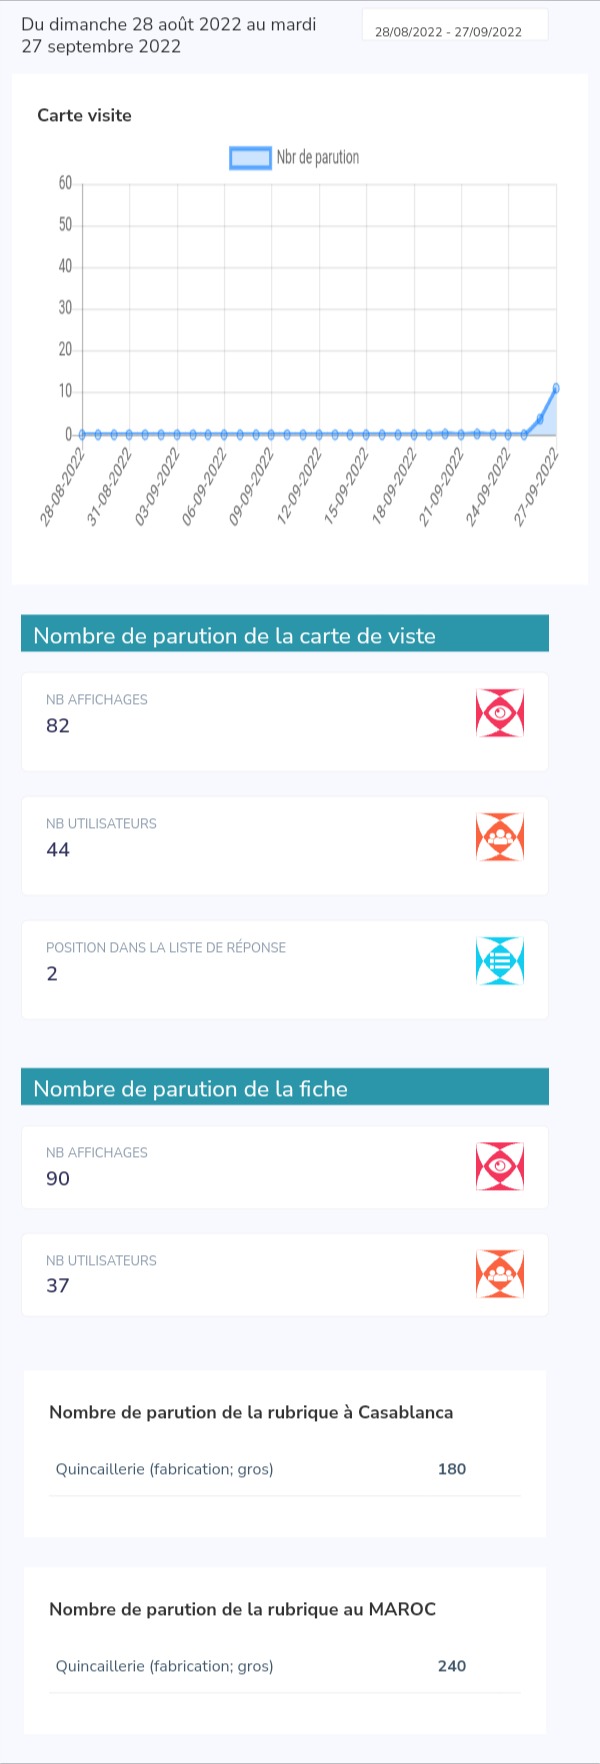 Du dimanche 28 août 2022 au mardi
27 septembre 2022
28/08/2022 - 27/09/2022
Carte visite
Nbr de parution
60
50
40
30
20
10
0
28-08-2022
31-08-2022
03-09-2022
06-09-2022
09-09-2022
12-09-2022
15-09-2022
18-09-2022
21-09-2022
24-09-2022
27-09-2022
Nombre de parution de la carte de viste
NB AFFICHAGES
82
NB UTILISATEURS
44
POSITION DANS LA LISTE DE RÉPONSE
2
Nombre de parution de la fiche
NB AFFICHAGES
90
NB UTILISATEURS
37
Nombre de parution de la rubrique à Casablanca
Quincaillerie (fabrication; gros) 180
Nombre de parution de la rubrique au MAROC
Quincaillerie (fabrication; gros) 240